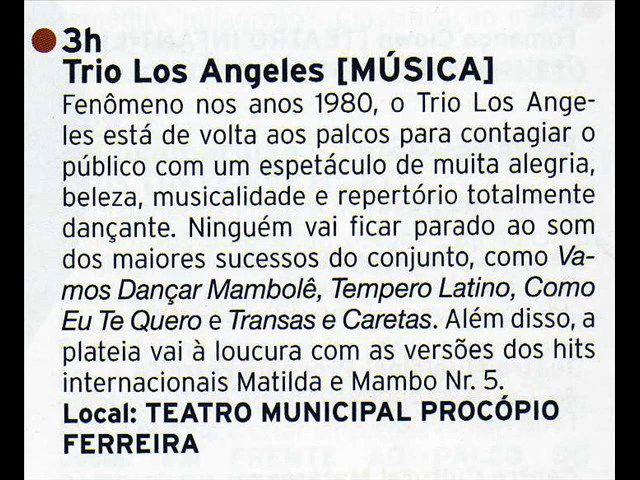 3h
Trio Los Angeles [MÚSICA]
Fenômeno nos anos 1980, o Trio Los Ange-
les está de volta aos palcos para contagiar o
público com um espetáculo de muita alegria,
beleza, musicalidade e repertório totalmente
dançante. Ninguém vai ficar parado ao som
dos maiores sucessos do conjunto, como Va-
mos Dançar Mambolê, Tempero Latino, Como
Eu Te Quero e Transas e Caretas. Além disso, a
plateia vai à loucura com as versões dos hits
internacionais Matilda e Mambo Nr. 5.
Local: TEATRO MUNICIPAL PROCÓPIO
FERREIRA